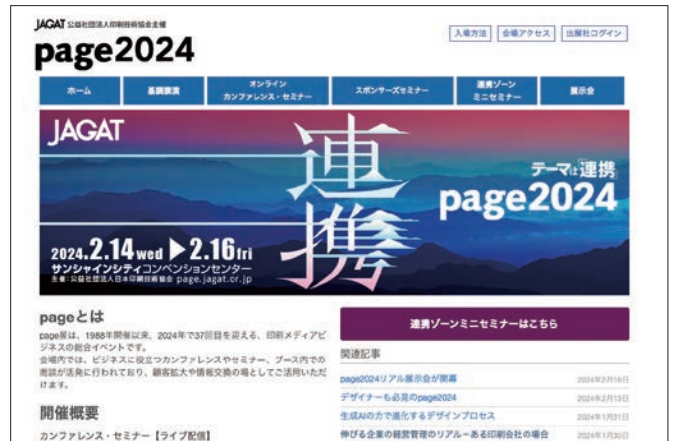 JAGAT 公益社団法人印刷技術協会主催
page2024
入場方法 会場アクセス 出展社ログイン
ホーム
基調講演
オンライン
カンファレンス・セミナー
スポンサーズセミナー
連携ゾーン
ミニセミナー
展示会
JAGAT
連携
テーマは「連携」
page2024
2024.2.14 wed ▶ 2.16 fri
サンシャインシティコンベンションセンター
主催:公益社団法人日本印刷技術協会 page.jagat.or.jp
pageとは
page展は、1988年開催以来、2024年で37回目を迎える、印刷メディアビ
ジネスの総合イベントです。
会場内では、ビジネスに役立つカンファレンスやセミナー、ブース内での
商談が活発に行われており、顧客拡大や情報交換の場としてご活用いただ
けます。
開催概要
カンファレンス・セミナー【ライブ配信】
連携ゾーンミニセミナーはこちら
関連記事
page2024リアル展示会が開幕 2024年2月16日
デザイナーも必見のpage2024 2024年2月13日
生成AIの力で進化するデザインプロセス 2024年1月31日
伸びる企業の経営管理のリアル～ある印刷会社の場合 2024年1月30日